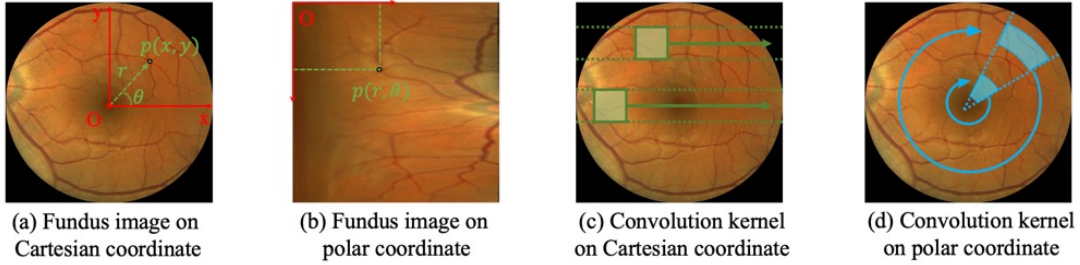 y
p(x, y)
r
θ
O
x
O
p(r, θ)
(a) Fundus image on
Cartesian coordinate
(b) Fundus image on
polar coordinate
(c) Convolution kernel
on Cartesian coordinate
(d) Convolution kernel
on polar coordinate